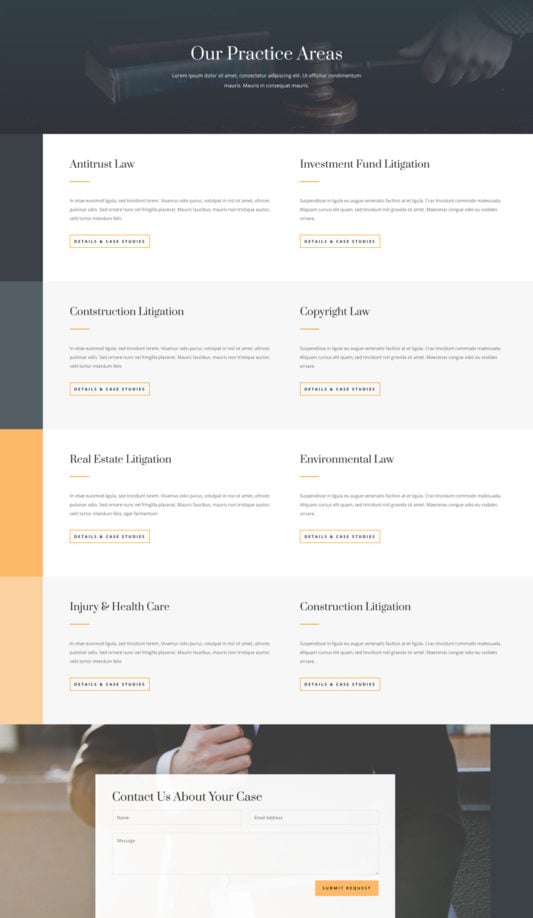 Our Practice Areas
Lorem ipsum dolor sit amet, consectetur adipiscing elit. Ut efficitur condimentum
mauris. Mauris in consequat mauris.
Antitrust Law
In vitae euismod ligula, sed tincidunt lorem. Vivamus odio purus, volutpat in nisl sit amet, ultrices
pulvinar odio. Sed ornare nunc vel fringilla placerat. Mauris faucibus, mauris non tristique auctor,
velit tortor interdum felis
DETAILS & CASE STUDIES
Investment Fund Litigation
Suspendisse in ligula eu augue venenatis facilisis at et ligula. Cras tincidunt commodo malesuada.
Aliquam cursus elit quam, sed tincidunt nisl gravida sit amet. Maecenas congue odio eu sodales
ornare.
DETAILS & CASE STUDIES
Contstruction Litigation
In vitae euismod ligula, sed tincidunt lorem. Vivamus odio purus, volutpat in nisl sit amet, ultrices
pulvinar odio. Sed ornare nunc vel fringilla placerat. Mauris faucibus, mauris non tristique auctor,
velit tortor interdum felis
DETAILS & CASE STUDIES
Copyright Law
Suspendisse in ligula eu augue venenatis facilisis at et ligula. Cras tincidunt commodo malesuada.
Aliquam cursus elit quam, sed tincidunt nisl gravida sit amet. Maecenas congue odio eu sodales
ornare.
DETAILS & CASE STUDIES
Real Estate Litigation
In vitae euismod ligula, sed tincidunt lorem. Vivamus odio purus, volutpat in nisl sit amet, ultrices
pulvinar odio. Sed ornare nunc vel fringilla placerat. Mauris faucibus, mauris non tristique auctor,
velit tortor interdum felis, eget fermentum
DETAILS & CASE STUDIES
Environmental Law
Suspendisse in ligula eu augue venenatis facilisis at et ligula. Cras tincidunt commodo malesuada.
Aliquam cursus elit quam, sed tincidunt nisl gravida sit amet. Maecenas congue odio eu sodales
ornare.
DETAILS & CASE STUDIES
Injury & Health Care
In vitae euismod ligula, sed tincidunt lorem. Vivamus odio purus, volutpat in nisl sit amet, ultrices
pulvinar odio. Sed ornare nunc vel fringilla placerat. Mauris faucibus, mauris non tristique auctor,
velit tortor interdum felis
DETAILS & CASE STUDIES
Construction Litigation
Suspendisse in ligula eu augue venenatis facilisis at et ligula. Cras tincidunt commodo malesuada.
Aliquam cursus elit quam, sed tincidunt nisl gravida sit amet. Maecenas congue odio eu sodales
ornare.
DETAILS & CASE STUDIES
Contact Us About Your Case
Name
Email Address
Message
SUBMIT REQUEST